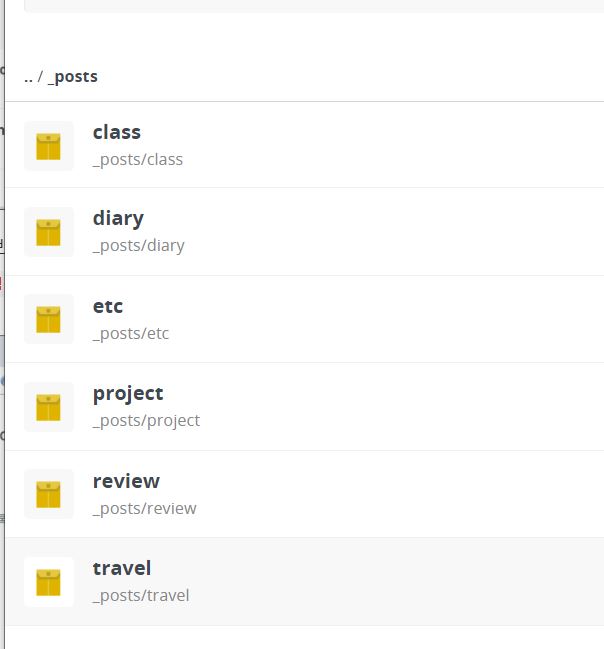 .. / _posts
class
_posts/class
diary
_posts/diary
etc
_posts/etc
project
_posts/project
review
_posts/review
travel
_posts/travel